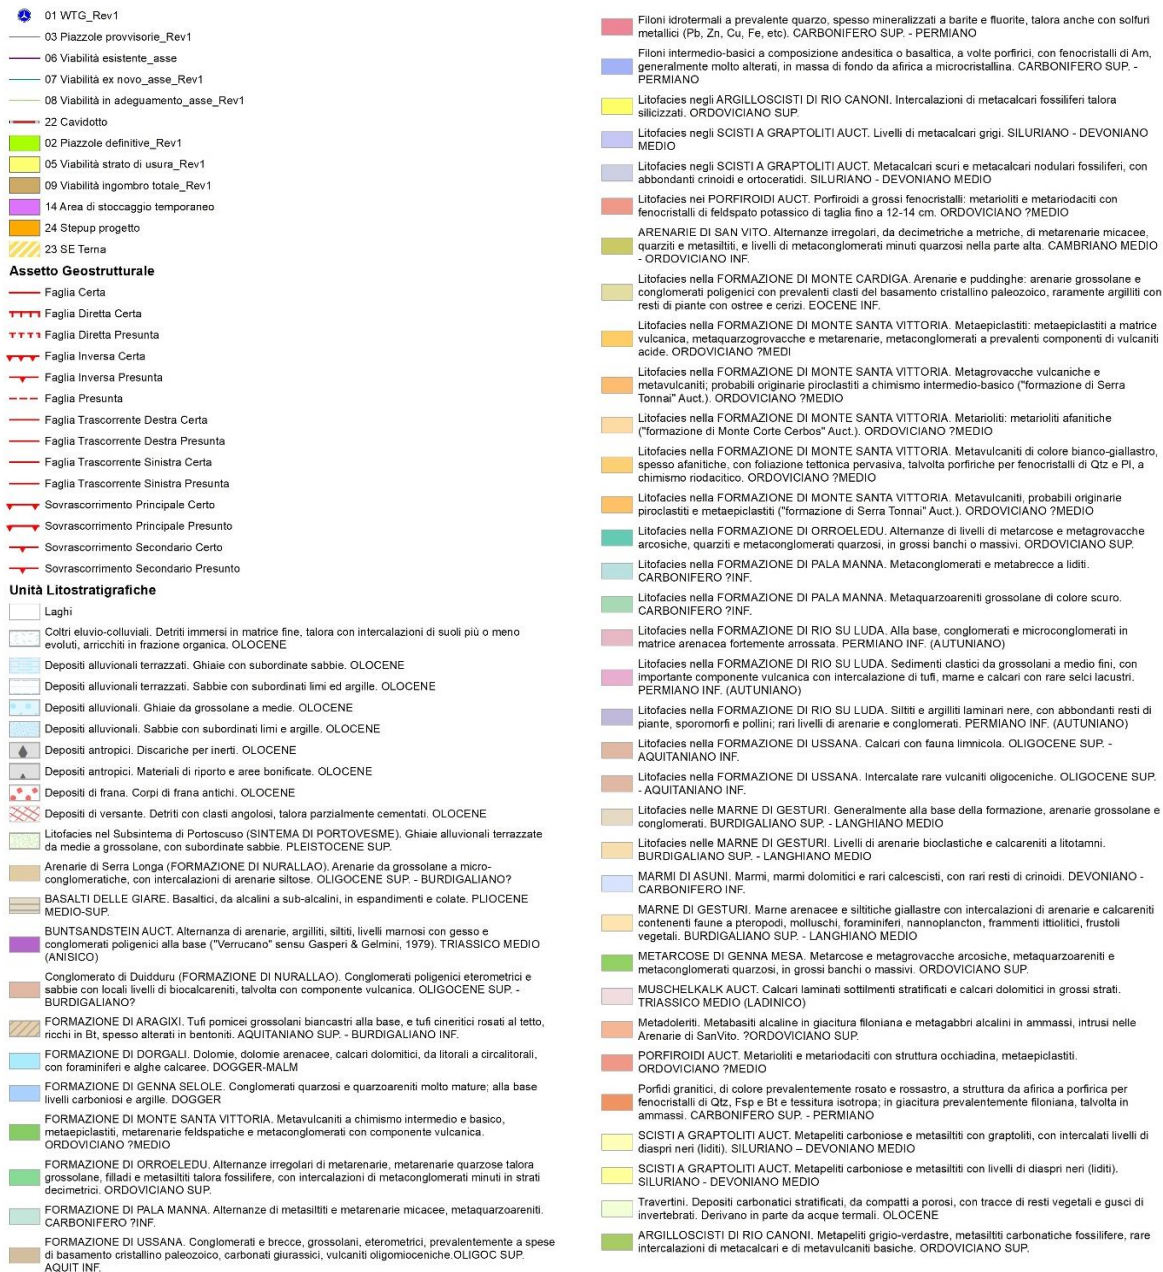 01 WTG_Rev1
03 Piazzole provvisorie_Rev1
06 Viabilità esistente_asse
07 Viabilità ex novo_asse_Rev1
08 Viabilità in adeguamento_asse_Rev1
22 Cavidotto
02 Piazzole definitive_Rev1
05 Viabilità strato di usura_Rev1
09 Viabilità ingombro totale_Rev1
14 Area di stoccaggio temporaneo
24 Stepup progetto
23 SE Terna
Assetto Geostrutturale
Faglia Certa
Faglia Diretta Certa
Faglia Diretta Presunta
Faglia Inversa Certa
Faglia Inversa Presunta
Faglia Presunta
Faglia Trascorrente Destra Certa
Faglia Trascorrente Destra Presunta
Faglia Trascorrente Sinistra Certa
Faglia Trascorrente Sinistra Presunta
Sovrascorrimento Principale Certo
Sovrascorrimento Principale Presunto
Sovrascorrimento Secondario Certo
Sovrascorrimento Secondario Presunto
Unità Litostratigrafiche
Laghi
Coltri eluvio-colluviali. Detriti immersi in matrice fine, talora con intercalazioni di suoli più o meno
evoluti, arricchiti in frazione organica. OLOCENE
Depositi alluvionali terrazzati. Ghiaie con subordinate sabbie. OLOCENE
Depositi alluvionali terrazzati. Sabbie con subordinati limi ed argille. OLOCENE
Depositi alluvionali. Ghiaie da grossolane a medie. OLOCENE
Depositi alluvionali. Sabbie con subordinati limi e argille. OLOCENE
Depositi antropici. Discariche per inerti. OLOCENE
Depositi antropici. Materiali di riporto e aree bonificate. OLOCENE
Depositi di frana. Corpi di frana antichi. OLOCENE
Depositi di versante. Detriti con clasti angolosi, talora parzialmente cementati. OLOCENE
Litofacies nel Subsintema di Portoscuso (SINTEMA DI PORTOVESME). Ghiaie alluvionali terrazzate
da medie a grossolane, con subordinate sabbie. PLEISTOCENE SUP.
Arenarie di Serra Longa (FORMAZIONE DI NURALLAO). Arenarie da grossolane a micro-
conglomeratiche, con intercalazioni di arenarie siltose. OLIGOCENE SUP. - BURDIGALIANO?
BASALTI DELLE GIARE. Basaltici, da alcalini a sub-alcalini, in espandimenti e colate. PLIOCENE
MEDIO-SUP.
BUNTSANDSTEIN AUCT. Alternanza di arenarie, argilliti, siltiti, livelli marnosi con gesso e
conglomerati poligenici alla base ("Verrucano" sensu Gasperi & Gelmini, 1979). TRIASSICO MEDIO
(ANISICO)
Conglomerato di Duidduru (FORMAZIONE DI NURALLAO). Conglomerati poligenici eterometrici e
sabbie con locali livelli di biocalcareniti, talvolta con componente vulcanica. OLIGOCENE SUP. -
BURDIGALIANO?
FORMAZIONE DI ARAGIXI. Tufi pomicei grossolani biancastri alla base, e tufi cineritici rosati al tetto,
ricchi in Bt, spesso alterati in bentoniti. AQUITANIANO SUP. - BURDIGALIANO INF.
FORMAZIONE DI DORGALI. Dolomie, dolomie arenacee, calcari dolomitici, da litorali a circalitorali,
con foraminiferi e alghe calcaree. DOGGER-MALM
FORMAZIONE DI GENNA SELOLE. Conglomerati quarzosi e quarzoareniti molto mature; alla base
livelli carboniosi e argille. DOGGER
FORMAZIONE DI MONTE SANTA VITTORIA. Metavulcaniti a chimismo intermedio e basico,
metaepiclastiti, metarenarie feldspatiche e metaconglomerati con componente vulcanica.
ORDOVICIANO ?MEDIO
FORMAZIONE DI ORROELEDU. Alternanze irregolari di metarenarie, metarenarie quarzose talora
grossolane, filladi e metasiltiti talora fossilifere, con intercalazioni di metaconglomerati minuti in strati
decimetrici. ORDOVICIANO SUP.
FORMAZIONE DI PALA MANNA. Alternanze di metasiltiti e metarenarie micacee, metaquarzoareniti.
CARBONIFERO ?INF.
FORMAZIONE DI USSANA. Conglomerati e brecce, grossolani, eterometrici, prevalentemente a spese
di basamento cristallino paleozoico, carbonati giurassici, vulcaniti oligomioceniche.OLIGOC SUP.
AQUIT INF.
Filoni idrotermali a prevalente quarzo, spesso mineralizzati a barite e fluorite, talora anche con solfuri
metallici (Pb, Zn, Cu, Fe, etc). CARBONIFERO SUP. - PERMIANO
Filoni intermedio-basici a composizione andesitica o basaltica, a volte porfirici, con fenocristalli di Am,
generalmente molto alterati, in massa di fondo da afirica a microcristallina. CARBONIFERO SUP. -
PERMIANO
Litofacies negli ARGILLOSCISTI DI RIO CANONI. Intercalazioni di metacalcari fossiliferi talora
silicizzati. ORDOVICIANO SUP.
Litofacies negli SCISTI A GRAPTOLITI AUCT. Livelli di metacalcari grigi. SILURIANO - DEVONIANO
MEDIO
Litofacies negli SCISTI A GRAPTOLITI AUCT. Metacalcari scuri e metacalcari nodulari fossiliferi, con
abbondanti crinoidi e ortoceratidi. SILURIANO - DEVONIANO MEDIO
Litofacies nei PORFIROIDI AUCT. Porfiroidi a grossi fenocristalli: metarioliti e metariodaciti con
fenocristalli di feldspato potassico di taglia fino a 12-14 cm. ORDOVICIANO ?MEDIO
ARENARIE DI SAN VITO. Alternanze irregolari, da decimetriche a metriche, di metarenarie micacee,
quarziti e metasiltiti, e livelli di metaconglomerati minuti quarzosi nella parte alta. CAMBRIANO MEDIO
- ORDOVICIANO INF.
Litofacies nella FORMAZIONE DI MONTE CARDIGA. Arenarie e puddinghe: arenarie grossolane e
conglomerati poligenici con prevalenti clasti del basamento cristallino paleozoico, raramente argilliti con
resti di piante con ostree e cerizi. EOCENE INF.
Litofacies nella FORMAZIONE DI MONTE SANTA VITTORIA. Metaepiclastiti: metaepiclastiti a matrice
vulcanica, metaquarzogrovacche e metarenarie, metaconglomerati a prevalenti componenti di vulcaniti
acide. ORDOVICIANO ?MEDI
Litofacies nella FORMAZIONE DI MONTE SANTA VITTORIA. Metagrovacche vulcaniche e
metavulcaniti; probabili originarie piroclastiti a chimismo intermedio-basico ("formazione di Serra
Tonnai" Auct.). ORDOVICIANO ?MEDIO
Litofacies nella FORMAZIONE DI MONTE SANTA VITTORIA. Metarioliti: metarioliti afanitiche
("formazione di Monte Corte Cerbos" Auct.). ORDOVICIANO ?MEDIO
Litofacies nella FORMAZIONE DI MONTE SANTA VITTORIA. Metavulcaniti di colore bianco-giallastro,
spesso afanitiche, con foliazione tettonica pervasiva, talvolta porfiriche per fenocristalli di Qtz e Pl, a
chimismo riodacitico. ORDOVICIANO ?MEDIO
Litofacies nella FORMAZIONE DI MONTE SANTA VITTORIA. Metavulcaniti, probabili originarie
piroclastiti e metaepiclastiti ("formazione di Serra Tonnai" Auct.). ORDOVICIANO ?MEDIO
Litofacies nella FORMAZIONE DI ORROELEDU. Alternanze di livelli di metarcose e metagrovacche
arcosiche, quarziti e metaconglomerati quarzosi, in grossi banchi o massivi. ORDOVICIANO SUP.
Litofacies nella FORMAZIONE DI PALA MANNA. Metaconglomerati e metabrecce a liditi.
CARBONIFERO ?INF.
Litofacies nella FORMAZIONE DI PALA MANNA. Metaquarzoareniti grossolane di colore scuro.
CARBONIFERO ?INF.
Litofacies nella FORMAZIONE DI RIO SU LUDA. Alla base, conglomerati e microconglomerati in
matrice arenacea fortemente arrossata. PERMIANO INF. (AUTUNIANO)
Litofacies nella FORMAZIONE DI RIO SU LUDA. Sedimenti clastici da grossolani a medio fini, con
importante componente vulcanica con intercalazione di tufi, marne e calcari con rare selci lacustri.
PERMIANO INF. (AUTUNIANO)
Litofacies nella FORMAZIONE DI RIO SU LUDA. Siltiti e argilliti laminari nere, con abbondanti resti di
piante, sporomorfi e pollini; rari livelli di arenarie e conglomerati. PERMIANO INF. (AUTUNIANO)
Litofacies nella FORMAZIONE DI USSANA. Calcari con fauna limnicola. OLIGOCENE SUP. -
AQUITANIANO INF.
Litofacies nella FORMAZIONE DI USSANA. Intercalate rare vulcaniti oligoceniche. OLIGOCENE SUP.
- AQUITANIANO INF.
Litofacies nelle MARNE DI GESTURI. Generalmente alla base della formazione, arenarie grossolane e
conglomerati. BURDIGALIANO SUP. - LANGHIANO MEDIO
Litofacies nelle MARNE DI GESTURI. Livelli di arenarie bioclastiche e calcareniti a litotamni.
BURDIGALIANO SUP. - LANGHIANO MEDIO
MARMI DI ASUNI. Marmi, marmi dolomitici e rari calcescisti, con rari resti di crinoidi. DEVONIANO -
CARBONIFERO INF.
MARNE DI GESTURI. Marne arenacee e siltitiche giallastre con intercalazioni di arenarie e calcareniti
contenenti faune a pteropodi, molluschi, foraminiferi, nannoplancton, frammenti ittiolitici, frustoli
vegetali. BURDIGALIANO SUP. - LANGHIANO MEDIO
METARCOSE DI GENNA MESA. Metarcose e metagrovacche arcosiche, metaquarzoareniti e
metaconglomerati quarzosi, in grossi banchi o massivi. ORDOVICIANO SUP.
MUSCHELKALK AUCT. Calcari laminati sottilmenti stratificati e calcari dolomitici in grossi strati.
TRIASSICO MEDIO (LADINICO)
Metadoleriti. Metabasiti alcaline in giacitura filoniana e metagabbri alcalini in ammassi, intrusi nelle
Arenarie di SanVito. ?ORDOVICIANO SUP.
PORFIROIDI AUCT. Metarioliti e metariodaciti con struttura occhiadina, metaepiclastiti.
ORDOVICIANO ?MEDIO
Porfidi granitici, di colore prevalentemente rosato e rossastro, a struttura da afirica a porfirica per
fenocristalli di Qtz, Fsp e Bt e tessitura isotropa; in giacitura prevalentemente filoniana, talvolta in
ammassi. CARBONIFERO SUP. - PERMIANO
SCISTI A GRAPTOLITI AUCT. Metapeliti carboniose e metasiltiti con graptoliti, con intercalati livelli di
diaspri neri (liditi). SILURIANO – DEVONIANO MEDIO
SCISTI A GRAPTOLITI AUCT. Metapeliti carboniose e metasiltiti con livelli di diaspri neri (liditi).
SILURIANO - DEVONIANO MEDIO
Travertini. Depositi carbonatici stratificati, da compatti a porosi, con tracce di resti vegetali e gusci di
invertebrati. Derivano in parte da acque termali. OLOCENE
ARGILLOSCISTI DI RIO CANONI. Metapeliti grigio-verdastre, metasiltiti carbonatiche fossilifere, rare
intercalazioni di metacalcari e di metavulcaniti basiche. ORDOVICIANO SUP.